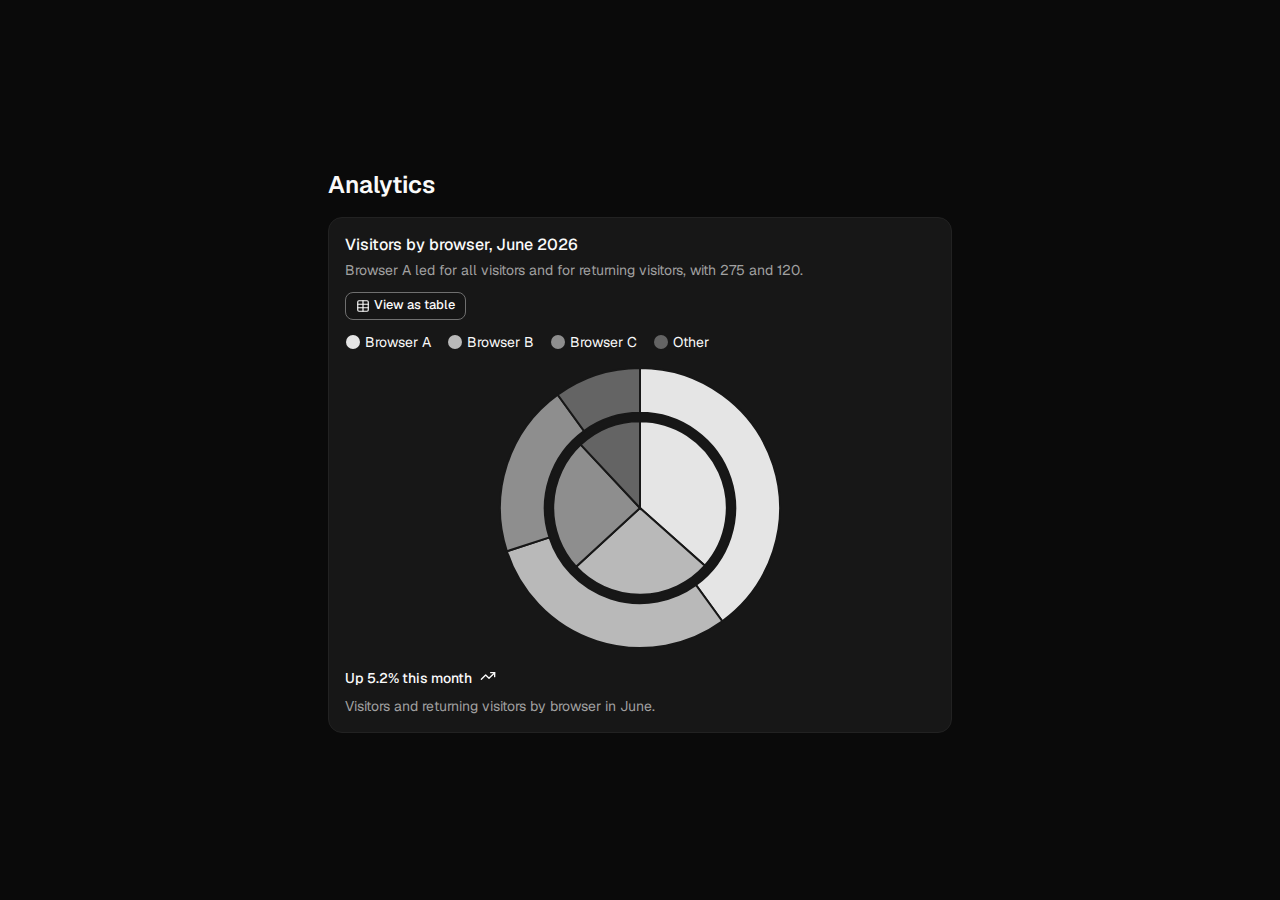 Analytics
Visitors by browser, June 2026
Browser A led for all visitors and for returning visitors, with 275 and 120.
View as table
Browser A Browser B Browser C Other
Up 5.2% this month
Visitors and returning visitors by browser in June.